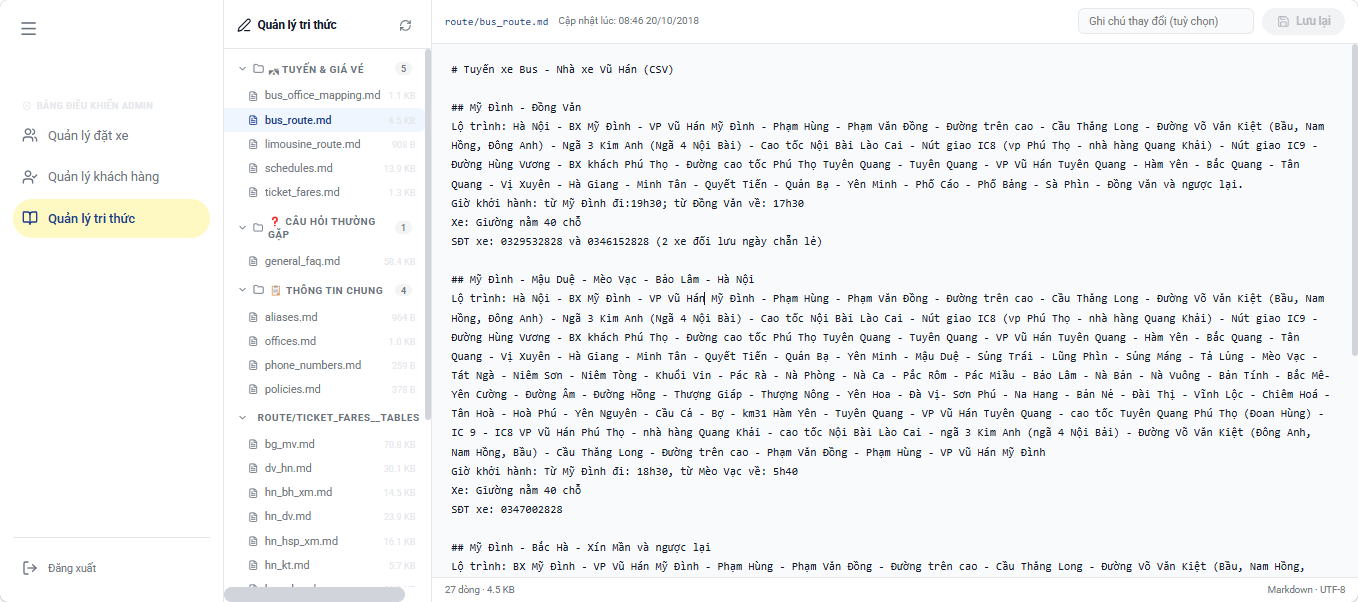 BẢNG ĐIỀU KHIỂN ADMIN
Quản lý đặt xe
Quản lý khách hàng
Quản lý tri thức
Đăng xuất
Quản lý tri thức
TUYẾN & GIÁ VÉ 5
bus_office_mapping.md 1.1 KB
bus_route.md 4.5 KB
limousine_route.md 908 B
schedules.md 13.9 KB
ticket_fares.md 1.3 KB
❓ CÂU HỎI THƯỜNG
GẶP 1
general_faq.md 58.4 KB
📋 THÔNG TIN CHUNG 4
aliases.md 964 B
offices.md 1.0 KB
phone_numbers.md 259 B
policies.md 378 B
ROUTE/TICKET_FARES__TABLES
bg_mv.md 70.8 KB
dv_hn.md 30.1 KB
hn_bh_xm.md 14.5 KB
hn_dv.md 23.9 KB
hn_hsp_xm.md 16.1 KB
hn_kt.md 5.7 KB
route/bus_route.md Cập nhật lúc: 08:46 20/10/2018
Ghi chú thay đổi (tuỳ chọn)
Lưu lại
# Tuyến xe Bus - Nhà xe Vũ Hán (CSV)
## Mỹ Đình - Đồng Văn
Lộ trình: Hà Nội - BX Mỹ Đình - VP Vũ Hán Mỹ Đình - Phạm Hùng - Phạm Văn Đồng - Đường trên cao - Cầu Thăng Long - Đường Võ Văn Kiệt (Bầu, Nam
Hồng, Đông Anh) - Ngã 3 Kim Anh (Ngã 4 Nội Bài) - Cao tốc Nội Bài Lào Cai - Nút giao IC8 (vp Phú Thọ - nhà hàng Quang Khải) - Nút giao IC9 -
Đường Hùng Vương - BX khách Phú Thọ - Đường cao tốc Phú Thọ Tuyên Quang - Tuyên Quang - VP Vũ Hán Tuyên Quang - Hàm Yên - Bắc Quang - Tân
Quang - Vị Xuyên - Hà Giang - Minh Tân - Quyết Tiến - Quản Bạ - Yên Minh - Phố Cáo - Phố Bảng - Sà Phìn - Đồng Văn và ngược lại.
Giờ khởi hành: từ Mỹ Đình đi:19h30; từ Đồng Văn về: 17h30
Xe: Giường nằm 40 chỗ
SĐT xe: 0329532828 và 0346152828 (2 xe đối lưu ngày chẵn lẻ)
## Mỹ Đình - Mậu Duệ - Mèo Vạc - Bảo Lâm - Hà Nội
Lộ trình: Hà Nội - BX Mỹ Đình - VP Vũ Hán Mỹ Đình - Phạm Hùng - Phạm Văn Đồng - Đường trên cao - Cầu Thăng Long - Đường Võ Văn Kiệt (Bầu, Nam
Hồng, Đông Anh) - Ngã 3 Kim Anh (Ngã 4 Nội Bài) - Cao tốc Nội Bài Lào Cai - Nút giao IC8 (vp Phú Thọ - nhà hàng Quang Khải) - Nút giao IC9 -
Đường Hùng Vương - BX khách Phú Thọ - Đường cao tốc Phú Thọ Tuyên Quang - Tuyên Quang - VP Vũ Hán Tuyên Quang - Hàm Yên - Bắc Quang - Tân
Quang - Vị Xuyên - Hà Giang - Minh Tân - Quyết Tiến - Quản Bạ - Yên Minh - Mậu Duệ - Sủng Trái - Lũng Phìn - Sủng Máng - Tả Lủng - Mèo Vạc -
Tát Ngà - Niêm Sơn - Niêm Tòng - Khuổi Vin - Pác Rà - Nà Phòng - Nà Ca - Pắc Rôm - Pác Miầu - Bảo Lâm - Nà Bản - Nà Vuông - Bản Tính - Bắc Mê-
Yên Cường - Đường Âm - Đường Hồng - Thượng Giáp - Thượng Nông - Yên Hoa - Đà Vị- Sơn Phú - Na Hang - Bản Né - Đài Thị - Vĩnh Lộc - Chiêm Hoá -
Tân Hoà - Hoà Phú - Yên Nguyên - Cầu Cả - Bợ - km31 Hàm Yên - Tuyên Quang - VP Vũ Hán Tuyên Quang - cao tốc Tuyên Quang Phú Thọ (Đoan Hùng) -
IC 9 - IC8 VP Vũ Hán Phú Thọ - nhà hàng Quang Khải - cao tốc Nội Bài Lào Cai - ngã 3 Kim Anh (ngã 4 Nội Bài) - Đường Võ Văn Kiệt (Đông Anh,
Nam Hồng, Bầu) - Cầu Thăng Long - Đường trên cao - Phạm Văn Đồng - Phạm Hùng - VP Vũ Hán Mỹ Đình
Giờ khởi hành: Từ Mỹ Đình đi: 18h30, từ Mèo Vạc về: 5h40
Xe: Giường nằm 40 chỗ
SĐT xe: 0347002828
## Mỹ Đình - Bắc Hà - Xín Mần và ngược lại
Lộ trình: BX Mỹ Đình - VP Vũ Hán Mỹ Đình - Phạm Hùng - Phạm Văn Đồng - Đường trên cao - Cầu Thăng Long - Đường Võ Văn Kiệt (Bầu, Nam Hồng,
27 dòng · 4.5 KB
Markdown · UTF-8